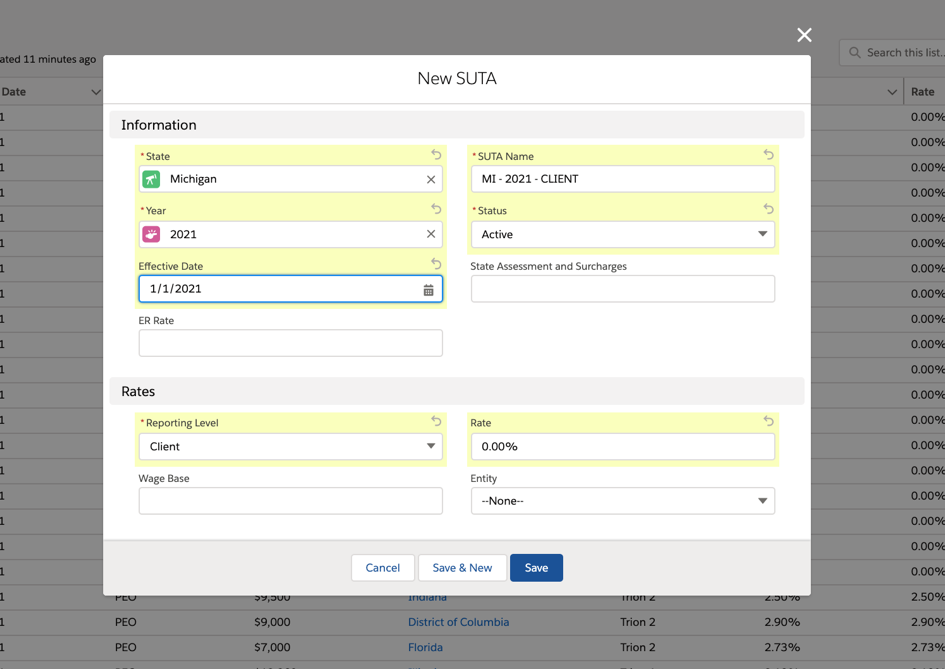 ated 11 minutes ago
Search this list...
Date
Rate
New SUTA
Information
* State
Michigan
* SUTA Name
MI - 2021 - CLIENT
* Year
2021
* Status
Active
Effective Date
1/1/2021
State Assessment and Surcharges
ER Rate
Rates
* Reporting Level
Client
Rate
0.00%
Wage Base
Entity
--None--
Cancel
Save & New
Save
1
0.00%
1
0.00%
1
0.00%
1
0.00%
1
0.00%
1
0.00%
1
0.00%
1
0.00%
1
0.00%
1
0.00%
1
0.00%
1
0.00%
1
0.00%
1
0.00%
1
0.00%
1
0.00%
1
0.00%
1
0.00%
1
0.00%
1 PEO $9,500 Indiana Trion 2 2.50% 2.50%
1 PEO $9,000 District of Columbia Trion 2 2.90% 2.90%
1 PEO $7,000 Florida Trion 2 2.73% 2.73%